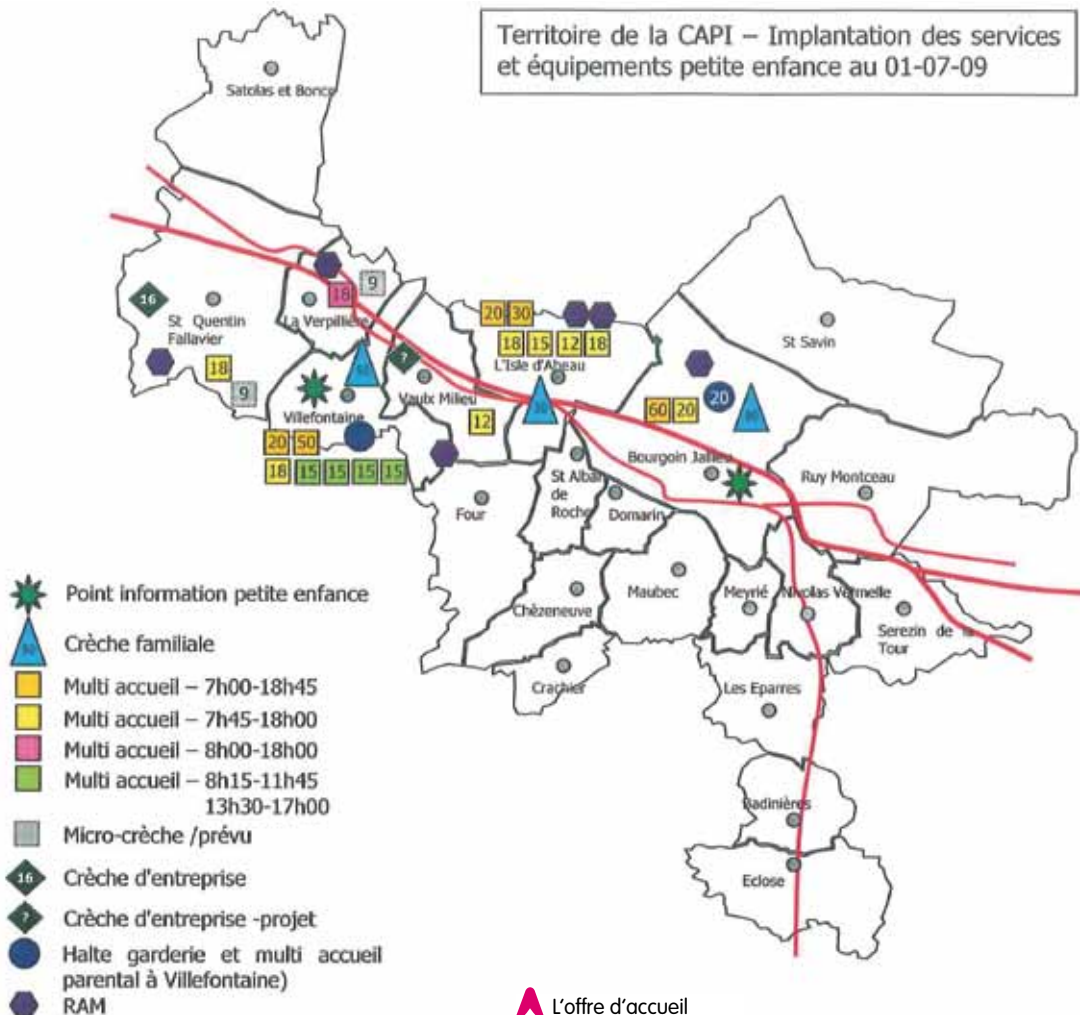 Territoire de la CAPI – Implantation des services
et équipements petite enfance au 01-07-09
Satolas et Bonce
16
St Quentin
Fallavier
18
9
La Verpillière
18
9
Villefontaine
20 50
18 15 15 15 15
?
Vaulx Milieu
12
20 30
18 15 12 18
L'Isle d'Abeau
30
60 20
20
Bourgoin Jallieu
St Savin
Ruy Montceau
Four
St Alban
de
Roche
Domarin
Chèzeneuve
Maubec
Meyrié
Nivolas Vermelle
Serezin de la
Tour
Crachier
Les Eparres
Badinières
Eclose
Point information petite enfance
Crèche familiale
Multi accueil – 7h00-18h45
Multi accueil – 7h45-18h00
Multi accueil – 8h00-18h00
Multi accueil – 8h15-11h45
13h30-17h00
Micro-crèche /prévu
16 Crèche d'entreprise
? Crèche d'entreprise -projet
Halte garderie et multi accueil
parental à Villefontaine)
RAM
L'offre d'accueil